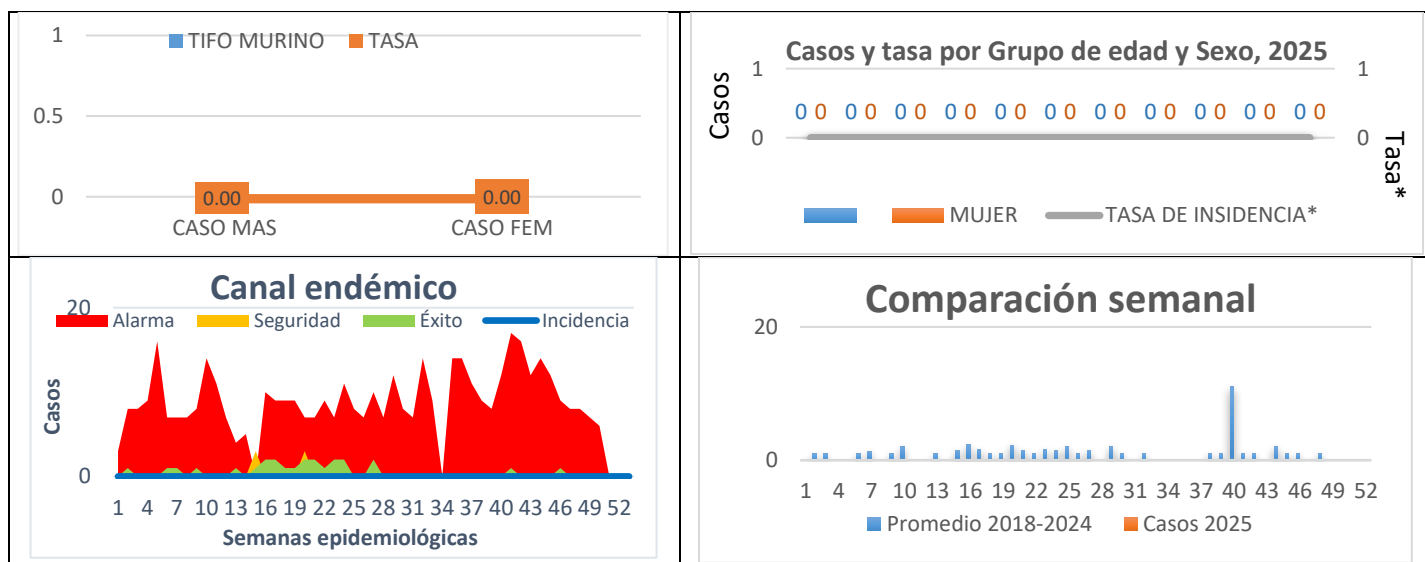 1
TIFO MURINO TASA
0.5
0
0.00 0.00
CASO MAS CASO FEM
Casos y tasa por Grupo de edad y Sexo, 2025
1 1
Casos
0 0 0 0 0 0 0 0 0 0 0 0 0 0 0 0 0 0 0 0 0 0
0 0
Tasa*
MUJER TASA DE INSIDENCIA*
Canal endémico
20
Alarma Seguridad Éxito Incidencia
Casos
0
1 4 7 10 13 16 19 22 25 28 31 34 37 40 43 46 49 52
Semanas epidemiológicas
Comparación semanal
20
0
1 4 7 10 13 16 19 22 25 28 31 34 37 40 43 46 49 52
Promedio 2018-2024 Casos 2025